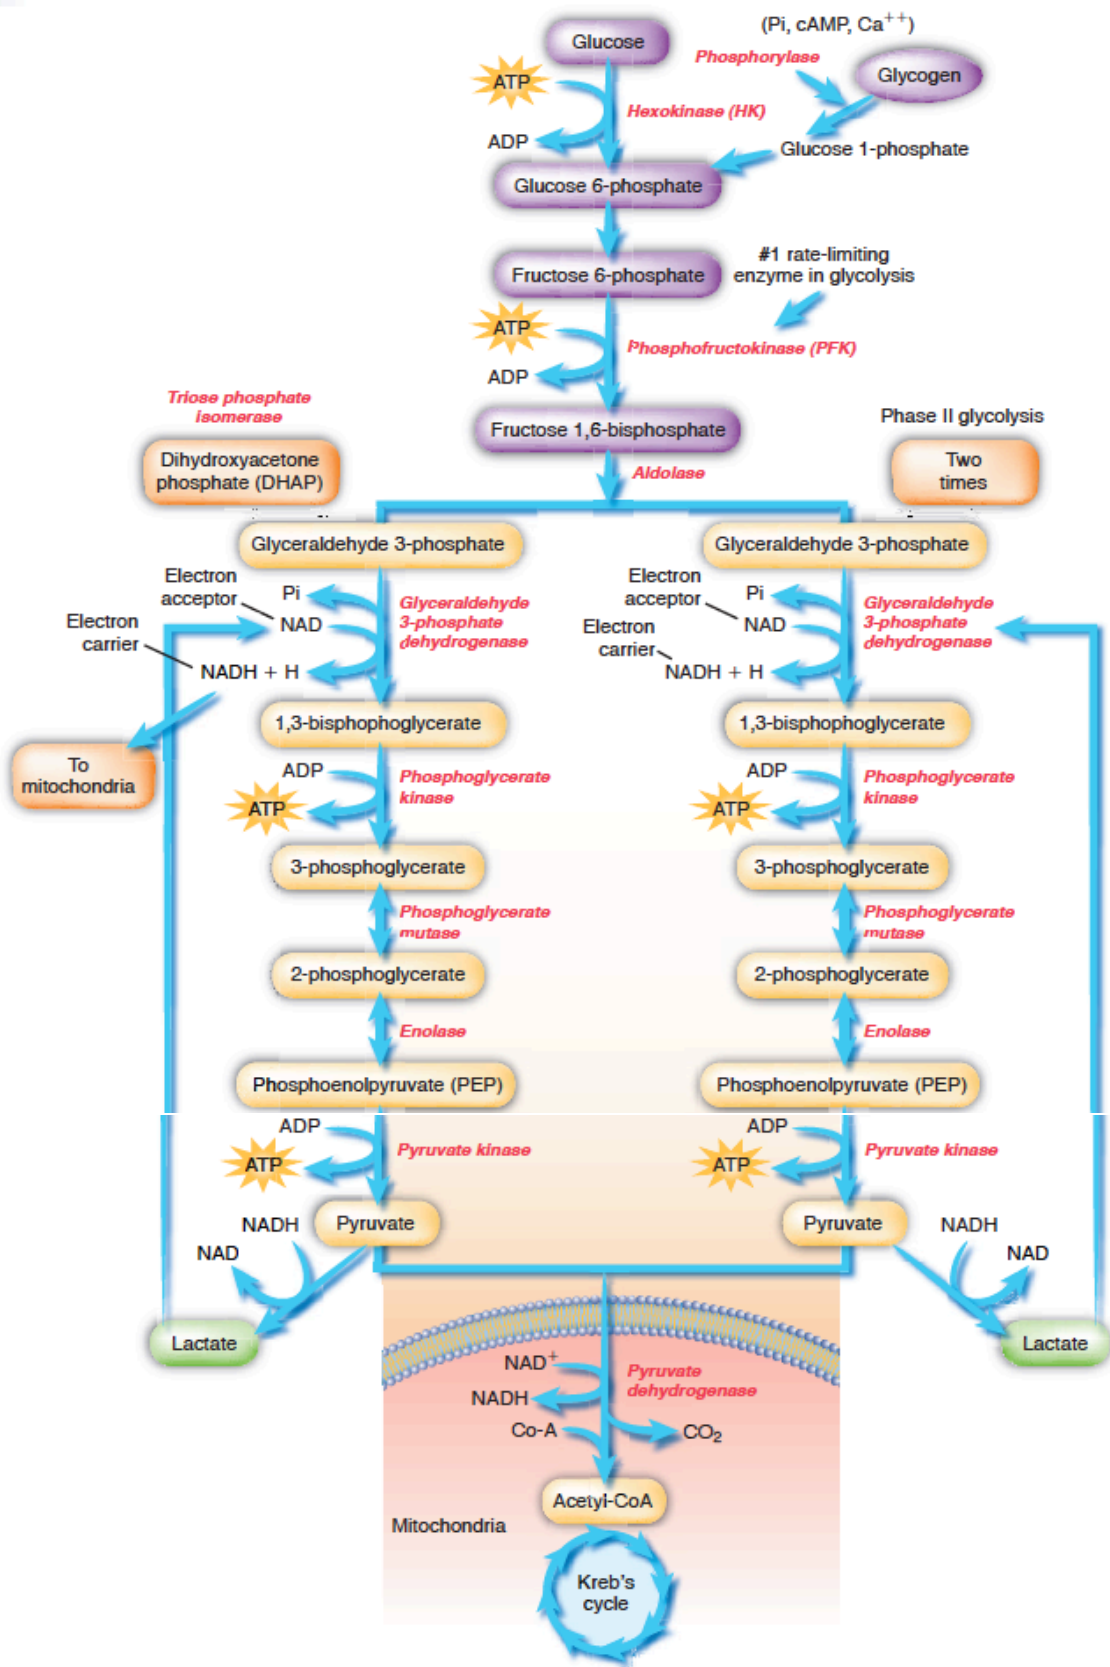 (Pi, cAMP, Ca++)
Glucose
Phosphorylase
Glycogen
ATP
Hexokinase (HK)
ADP
Glucose 1-phosphate
Glucose 6-phosphate
#1 rate-limiting
enzyme in glycolysis
Fructose 6-phosphate
ATP
Phosphofructokinase (PFK)
ADP
Triose phosphate
isomerase
Fructose 1,6-bisphosphate
Phase II glycolysis
Dihydroxyacetone
phosphate (DHAP)
Aldolase
Two
times
Glyceraldehyde 3-phosphate
Glyceraldehyde 3-phosphate
Electron
acceptor
Pi
NAD
Glyceraldehyde
3-phosphate
dehydrogenase
Electron
carrier
NADH + H
Electron
acceptor
Pi
NAD
Glyceraldehyde
3-phosphate
dehydrogenase
Electron
carrier
NADH + H
1,3-bisphophoglycerate
1,3-bisphophoglycerate
To
mitochondria
ADP
Phosphoglycerate
kinase
ATP
ADP
Phosphoglycerate
kinase
ATP
3-phosphoglycerate
3-phosphoglycerate
Phosphoglycerate
mutase
Phosphoglycerate
mutase
2-phosphoglycerate
2-phosphoglycerate
Enolase
Enolase
Phosphoenolpyruvate (PEP)
Phosphoenolpyruvate (PEP)
ADP
Pyruvate kinase
ATP
ADP
Pyruvate kinase
ATP
NADH
Pyruvate
NAD
Pyruvate
NADH
NAD
Lactate
Lactate
NAD+
Pyruvate
dehydrogenase
NADH
Co-A
CO2
Acetyl-CoA
Mitochondria
Kreb's
cycle